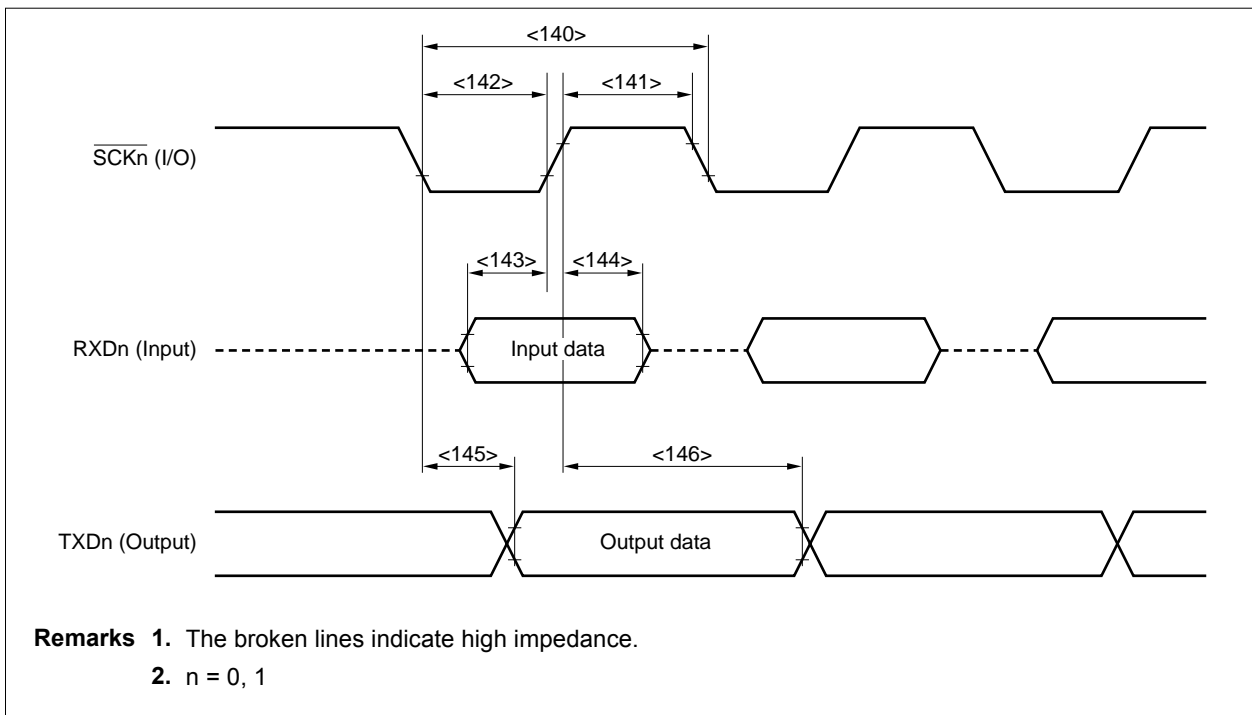 <140>
<142>
<141>
SCKn (I/O)
<143>
<144>
RXDn (Input)
Input data
<145>
<146>
TXDn (Output)
Output data
Remarks 1. The broken lines indicate high impedance.
2. n = 0, 1